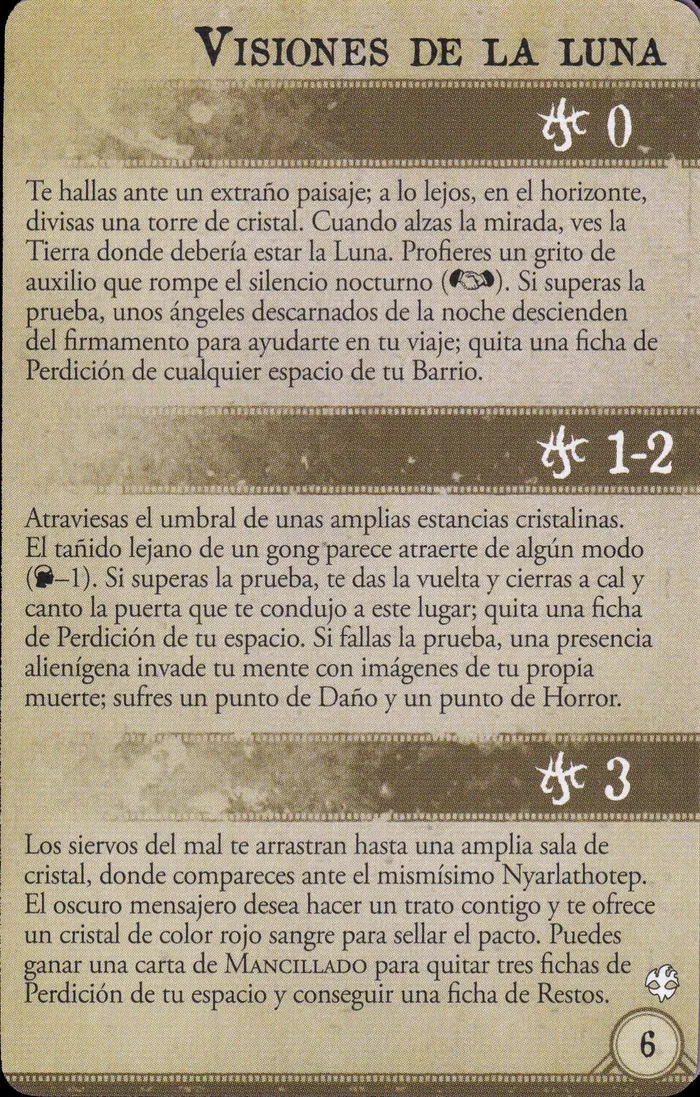 VISIONES DE LA LUNA
0
Te hallas ante un extraño paisaje; a lo lejos, en el horizonte,
divisas una torre de cristal. Cuando alzas la mirada, ves la
Tierra donde debería estar la Luna. Profieres un grito de
auxilio que rompe el silencio nocturno (). Si superas la
prueba, unos ángeles descarnados de la noche descienden
del firmamento para ayudarte en tu viaje; quita una ficha de
Perdición de cualquier espacio de tu Barrio.
1-2
Atraviesas el umbral de unas amplias estancias cristalinas.
El tañido lejano de un gong parece atraerte de algún modo
(–1). Si superas la prueba, te das la vuelta y cierras a cal y
canto la puerta que te condujo a este lugar; quita una ficha
de Perdición de tu espacio. Si fallas la prueba, una presencia
alienígena invade tu mente con imágenes de tu propia
muerte; sufres un punto de Daño y un punto de Horror.
3
Los siervos del mal te arrastran hasta una amplia sala de
cristal, donde compareces ante el mismísimo Nyarlathotep.
El oscuro mensajero desea hacer un trato contigo y te ofrece
un cristal de color rojo sangre para sellar el pacto. Puedes
ganar una carta de MANCILLADO para quitar tres fichas de
Perdición de tu espacio y conseguir una ficha de Restos.
6